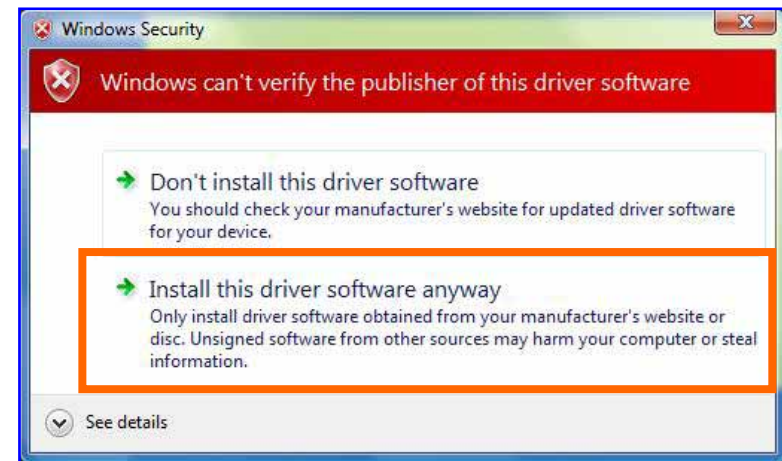 Windows Security
Windows can't verify the publisher of this driver software
Don't install this driver software
You should check your manufacturer's website for updated driver software
for your device.
Install this driver software anyway
Only install driver software obtained from your manufacturer's website or
disc. Unsigned software from other sources may harm your computer or steal
information.
See details